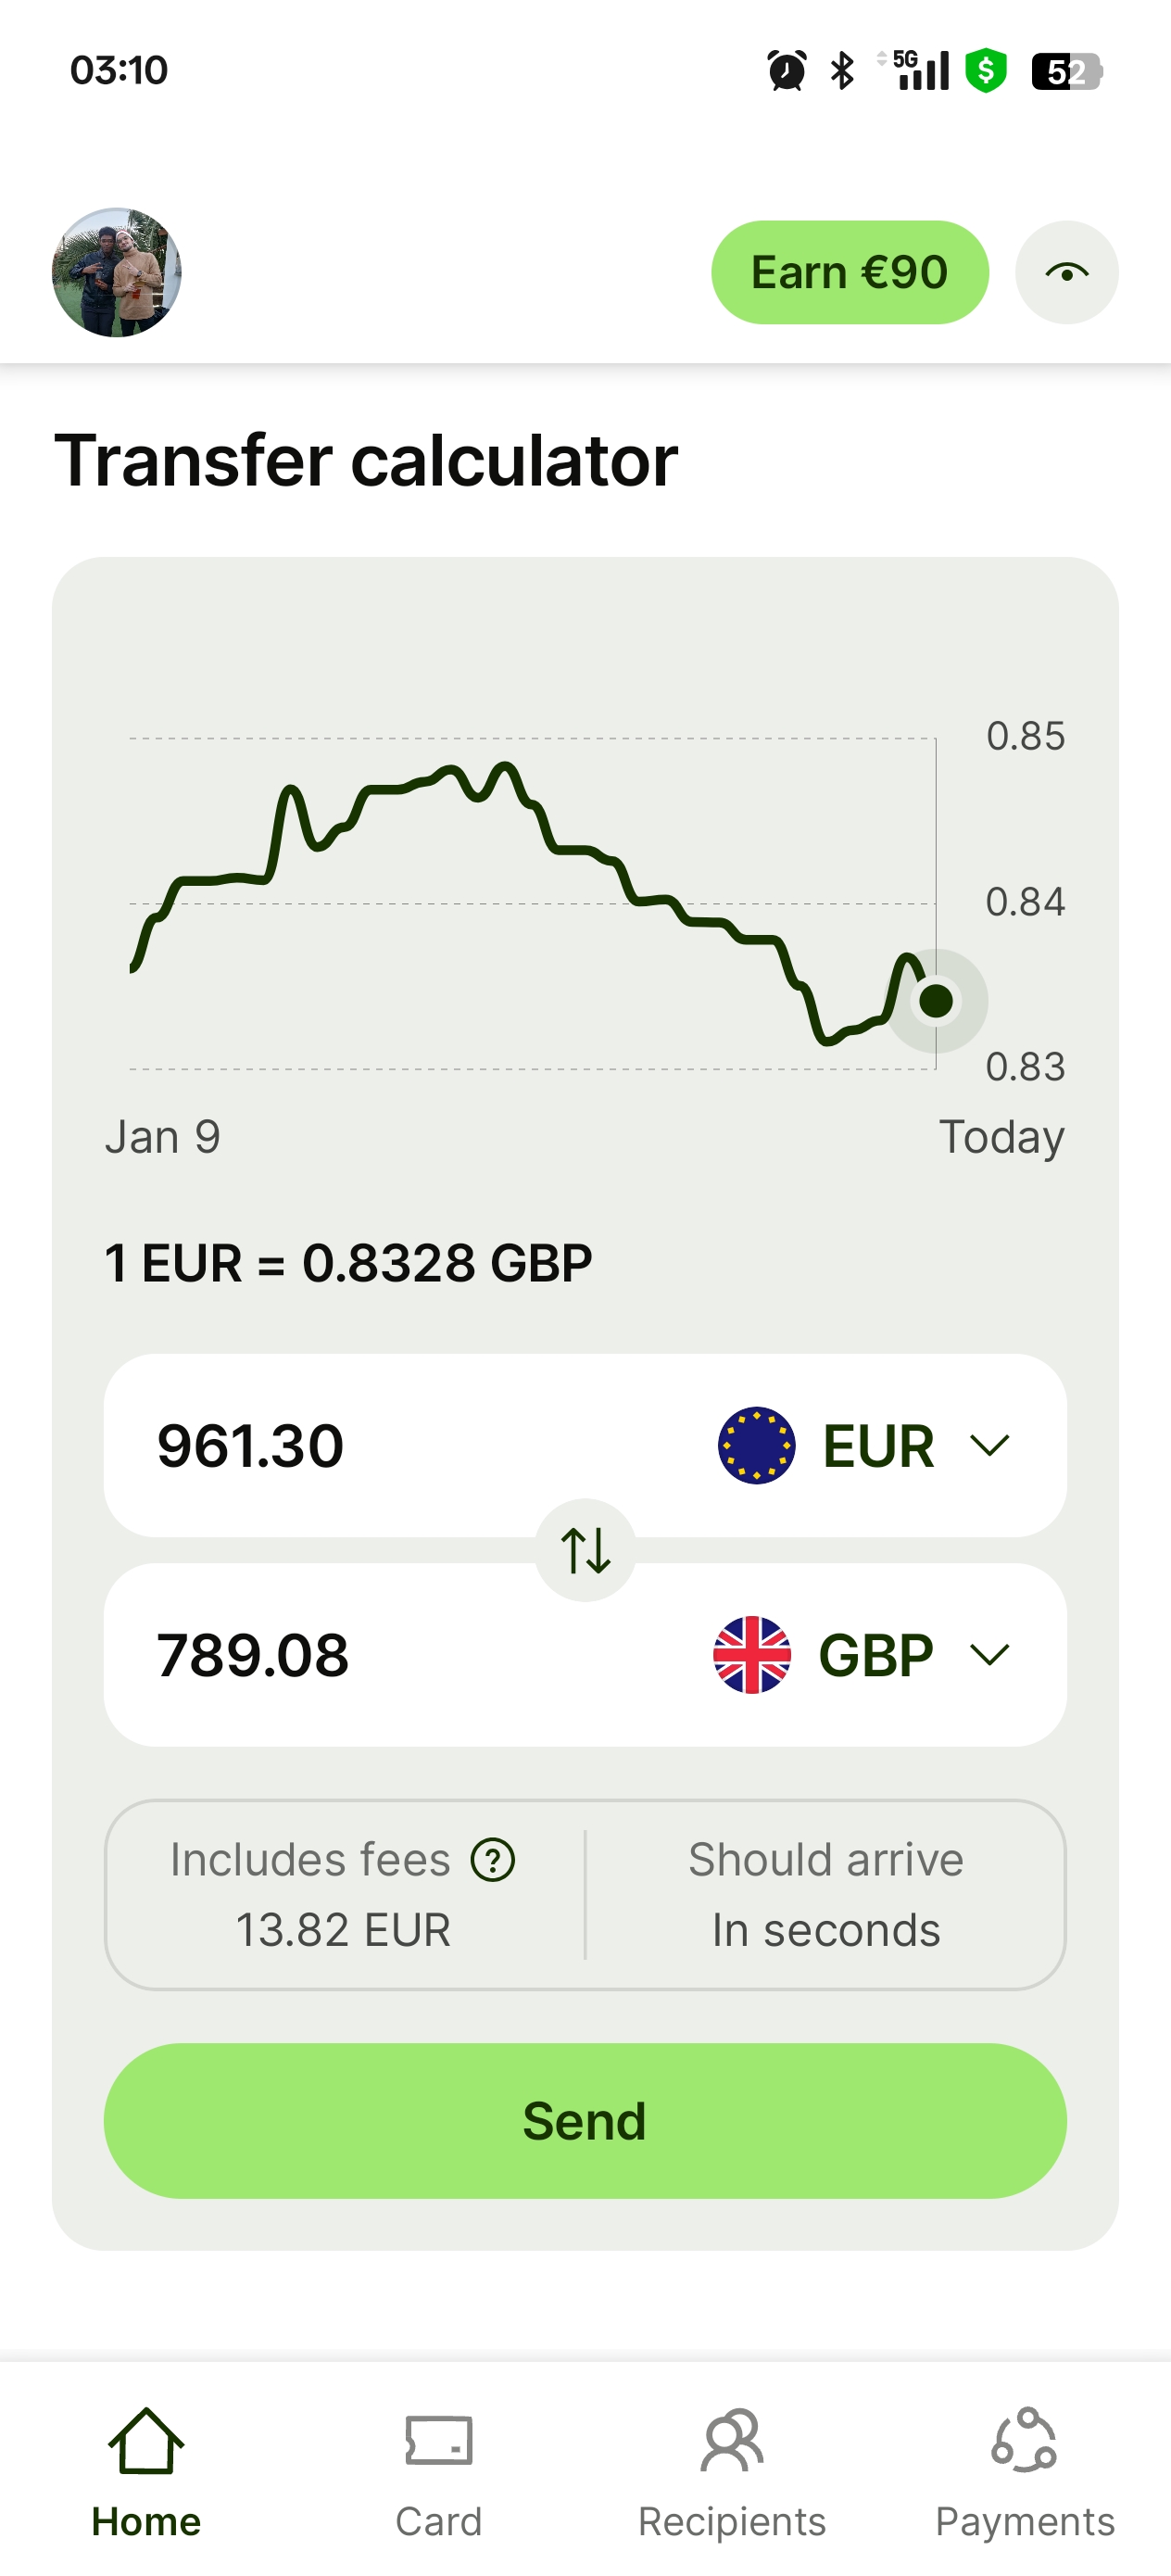 03:10
5G
$
52
Earn €90
Transfer calculator
0.85
0.84
0.83
Jan 9
Today
1 EUR = 0.8328 GBP
961.30
EUR
789.08
GBP
Includes fees ?
Should arrive
13.82 EUR
In seconds
Send
Home
Card
Recipients
Payments